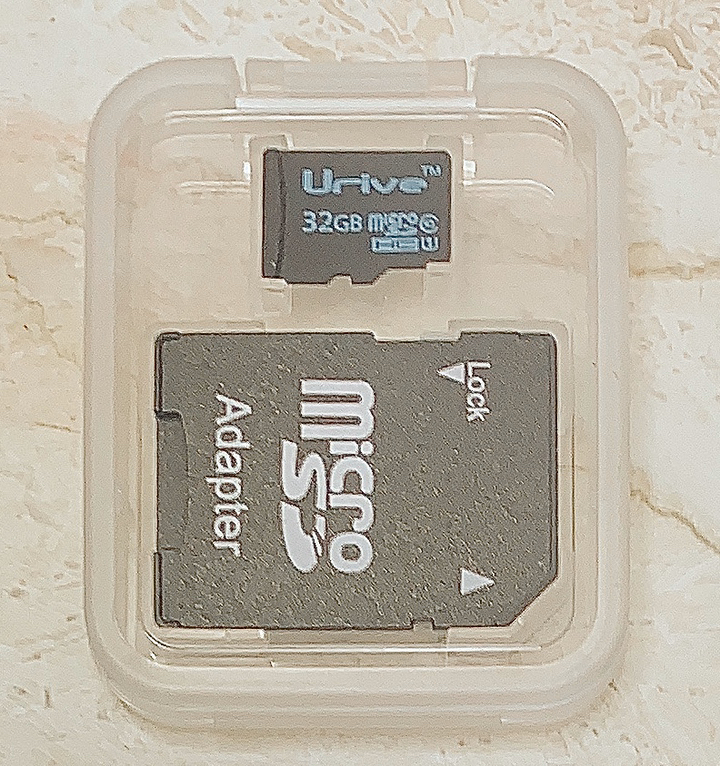 Urive™
32GB micro
Lock
micro
SD
Adapter